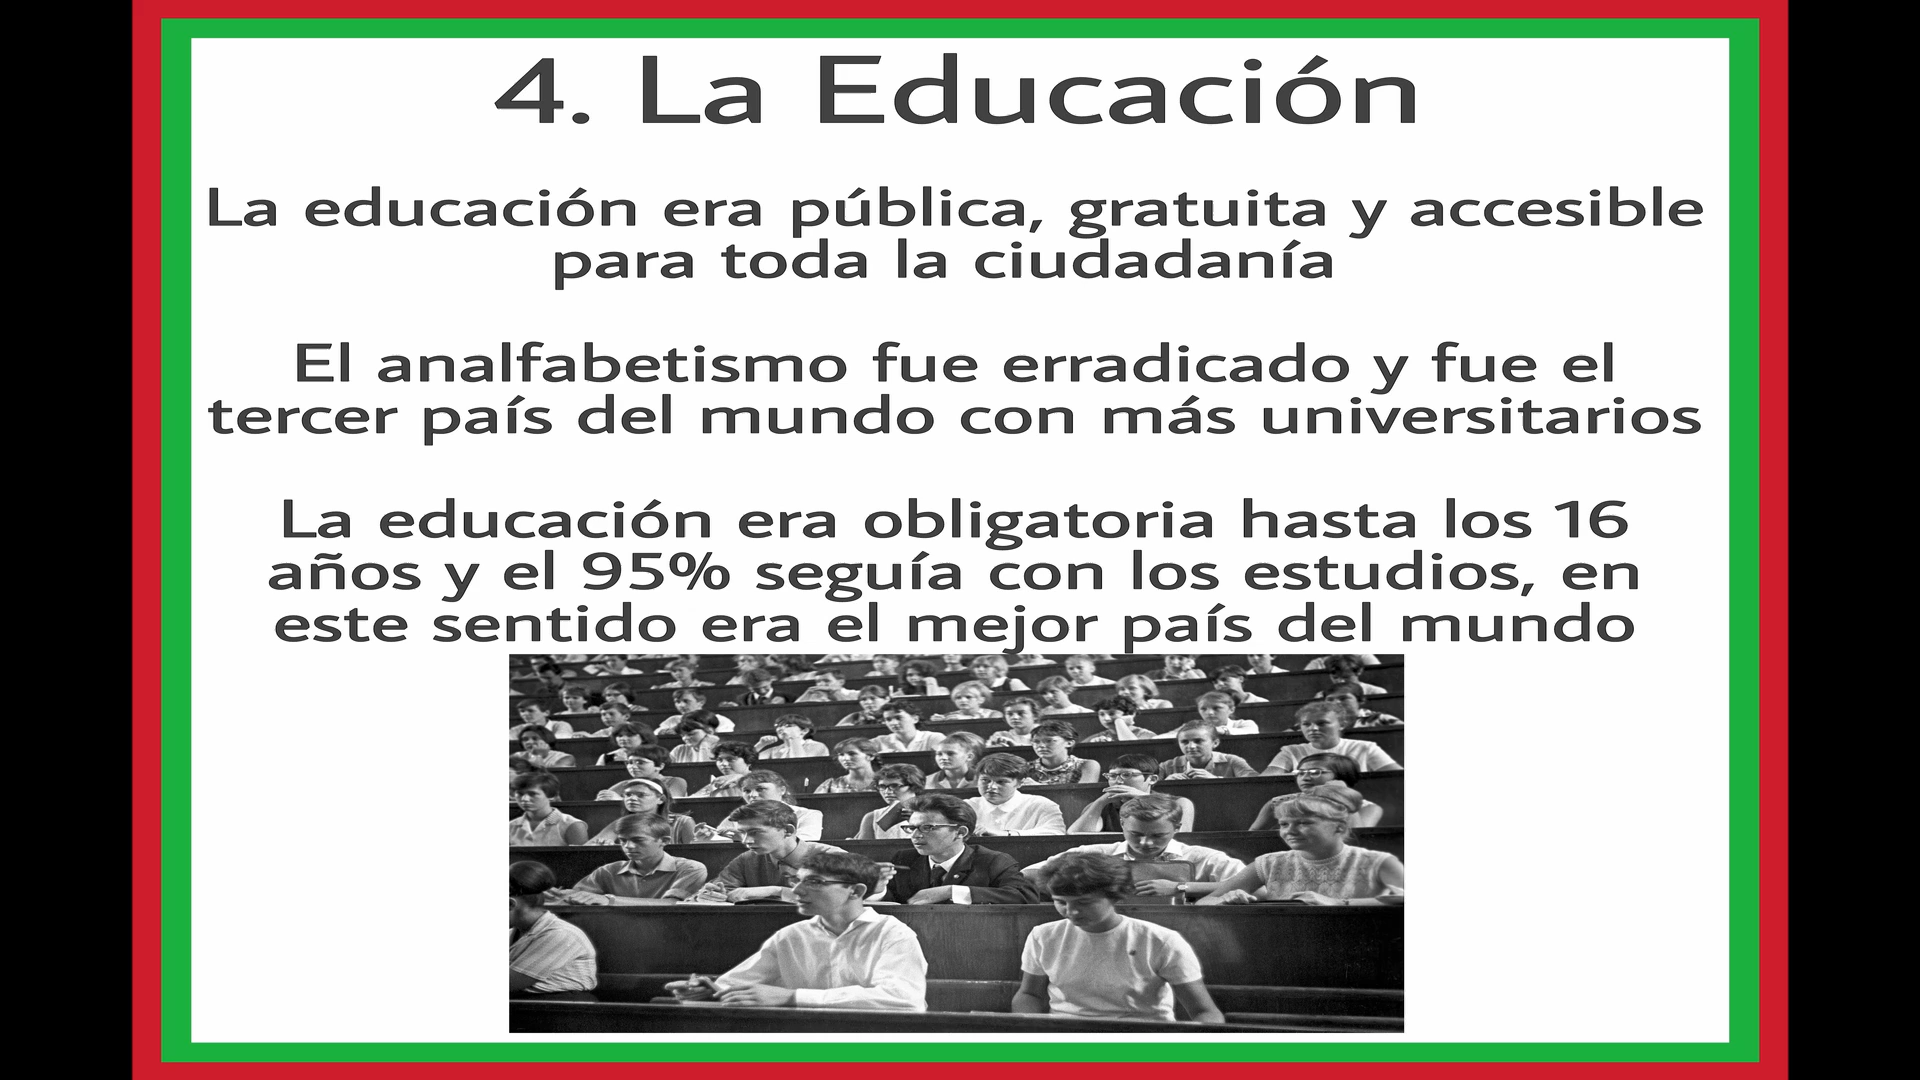 4. La Educación
La educación era pública, gratuita y accesible
para toda la ciudadanía
El analfabetismo fue erradicado y fue el
tercer país del mundo con más universitarios
La educación era obligatoria hasta los 16
años y el 95% seguía con los estudios, en
este sentido era el mejor país del mundo